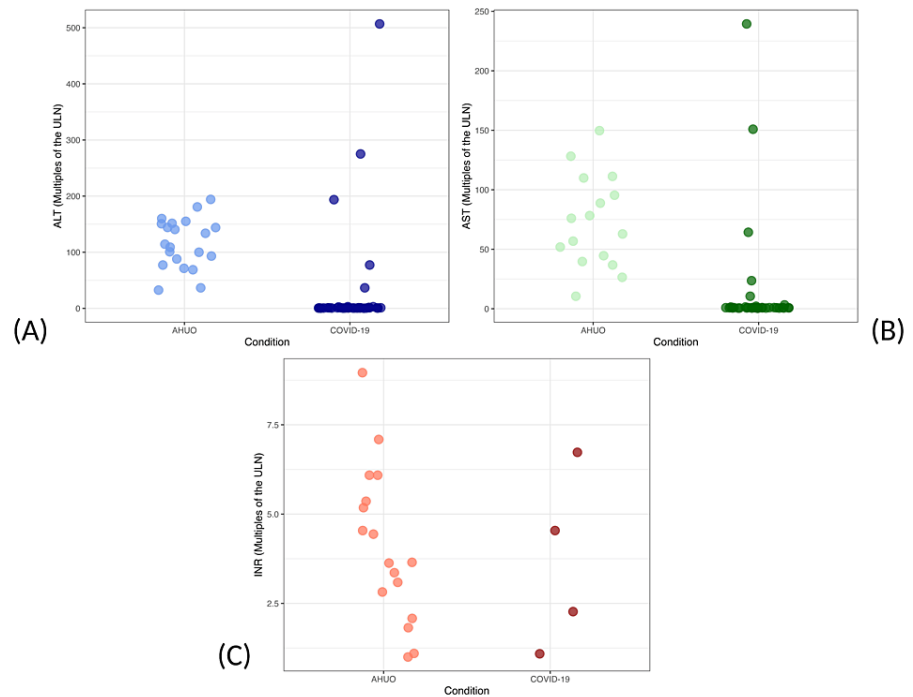 500
400
300
200
100
0
ALT (Multiples of the ULN)
AHUO
COVID-19
Condition
(A)
250
200
150
100
50
0
AST (Multiples of the ULN)
AHUO
COVID-19
Condition
(B)
7.5
5.0
2.5
INR (Multiples of the ULN)
AHUO
COVID-19
Condition
(C)